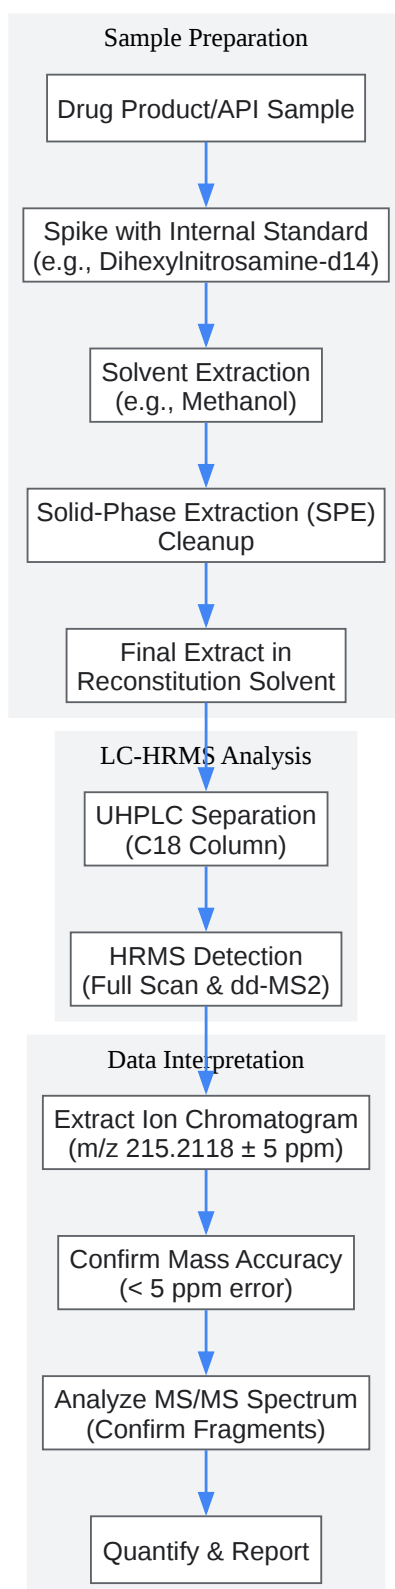 Sample Preparation
Drug Product/API Sample
Spike with Internal Standard
(e.g., Dihexylnitrosamine-d14)
Solvent Extraction
(e.g., Methanol)
Solid-Phase Extraction (SPE)
Cleanup
Final Extract in
Reconstitution Solvent
LC-HRMS Analysis
UHPLC Separation
(C18 Column)
HRMS Detection
(Full Scan & dd-MS2)
Data Interpretation
Extract Ion Chromatogram
(m/z 215.2118 ± 5 ppm)
Confirm Mass Accuracy
(< 5 ppm error)
Analyze MS/MS Spectrum
(Confirm Fragments)
Quantify & Report